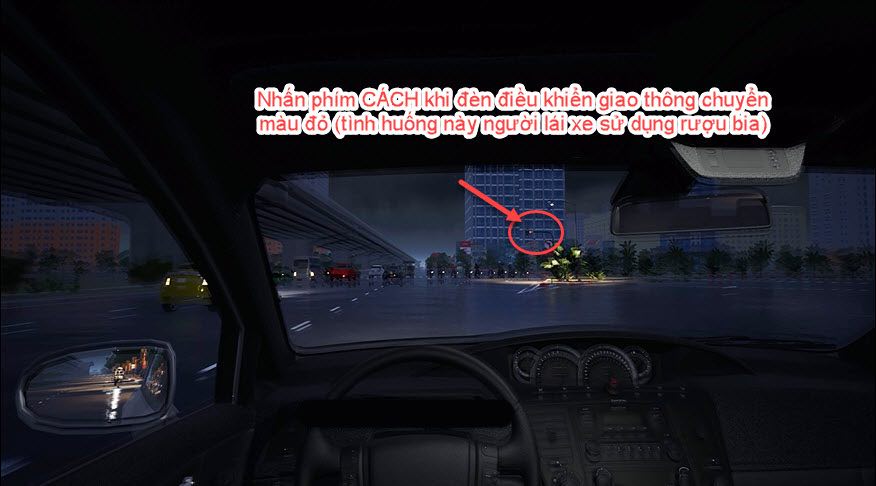 Nhấn phím CÁCH khi đèn điều khiển giao thông chuyển
màu đỏ (tình huống này người lái xe sử dụng rượu bia)